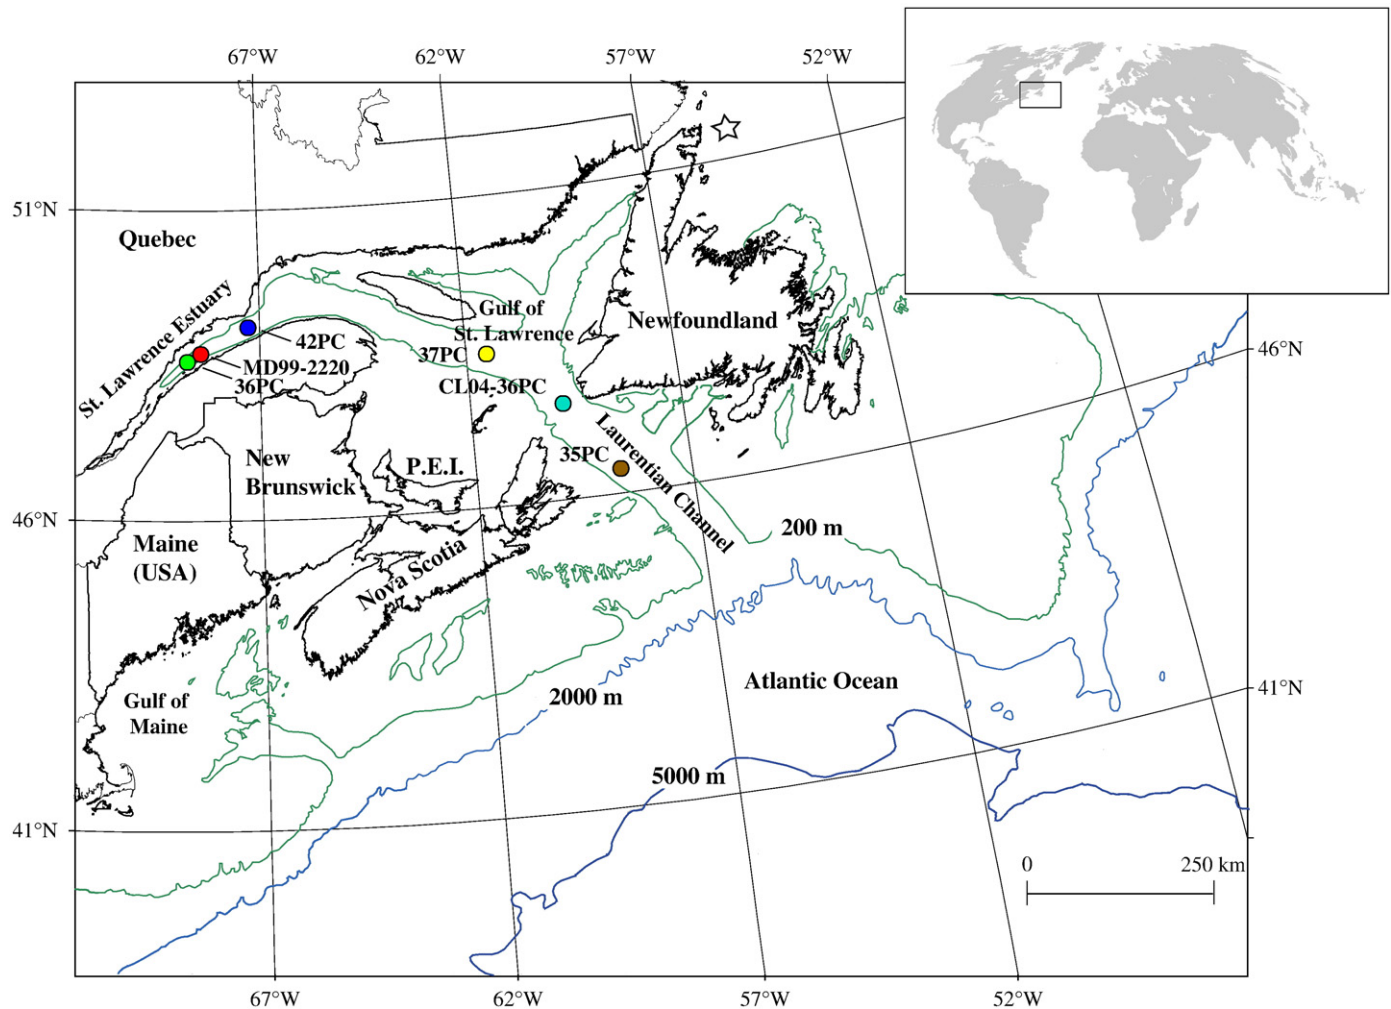 67°W
62°W
57°W
52°W
51°N
Quebec
St. Lawrence Estuary
Gulf of
St. Lawrence
Newfoundland
42PC
MD99-2220
36PC
37PC
CL04-36PC
46°N
35PC
Laurentian Channel
New
Brunswick
P.E.I.
46°N
Maine
(USA)
Nova Scotia
200 m
Gulf of
Maine
2000 m
Atlantic Ocean
41°N
5000 m
41°N
0
250 km
67°W
62°W
57°W
52°W